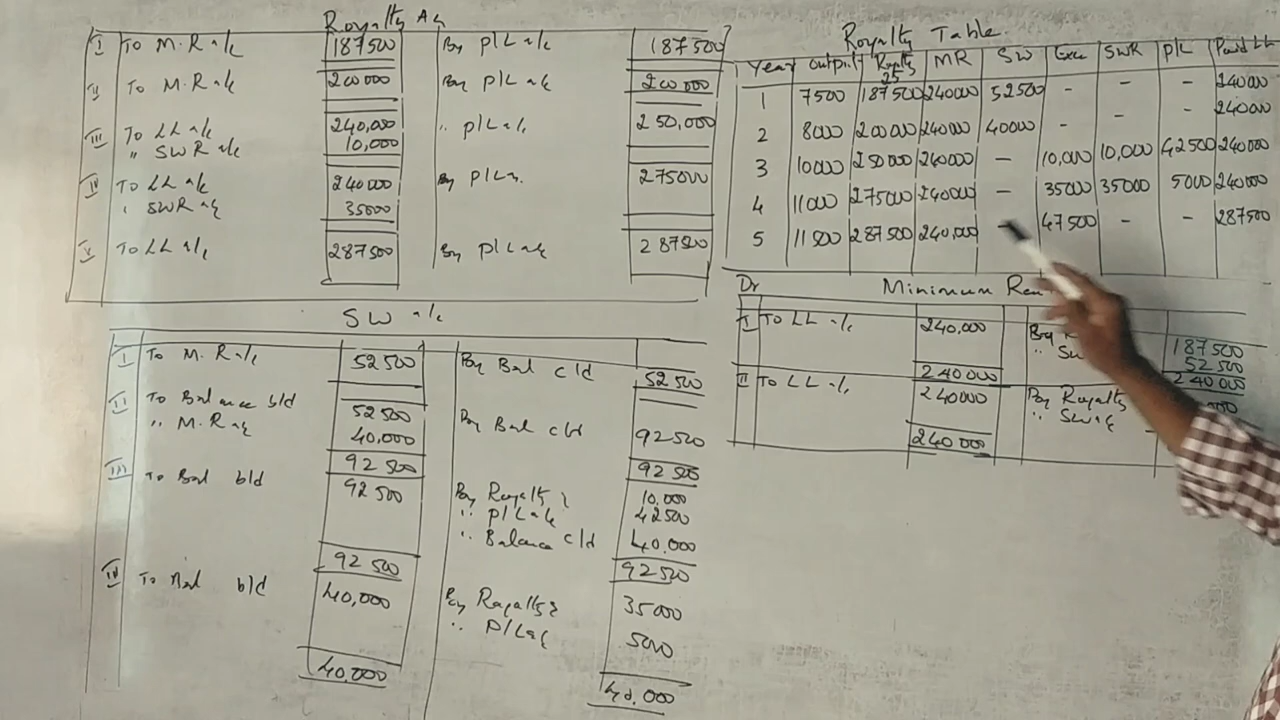 Royalty A/c
I To M.R a/c 187500 By P/L a/c 187500
II To M.R a/c 200000 By P/L a/c 200000
III To LL a/c 240,000 " P/L a/c 250,000
" SWR a/c 10,000
IV To LL a/c 240000 By P/L a/c 275000
" SWR a/c 35000
V To LL a/c 287500 By P/L a/c 287500
SW a/c
I To M.R a/c 52500 By Bal c/d 52500
II To Balance b/d 52500 By Bal c/d 92500
" M.R a/c 40,000
92500 92500
III To Bal b/d 92500 By Royalty 10,000
" P/L a/c 42500
" Balance c/d 40,000
92500 92500
IV To Bal b/d 40,000 By Royalty 35000
" P/L a/c 5000
40,000 40,000
Royalty Table
Year output Royalty 25 MR SW Exce SWR P/L Paid LL
1 7500 187500 240000 52500 - - - 240000
2 8000 200000 240000 40000 - - - 240000
3 10000 250000 240000 - 10,000 10,000 42500 240000
4 11000 275000 240000 - 35000 35000 5000 240000
5 11500 287500 240,000 - 47500 - - 287500
Dr Minimum Ren
I To LL a/c 240,000 By 187500
" SW 52500
240000 240000
II To LL a/c 240000 By Royalty
" SW a/c
240000